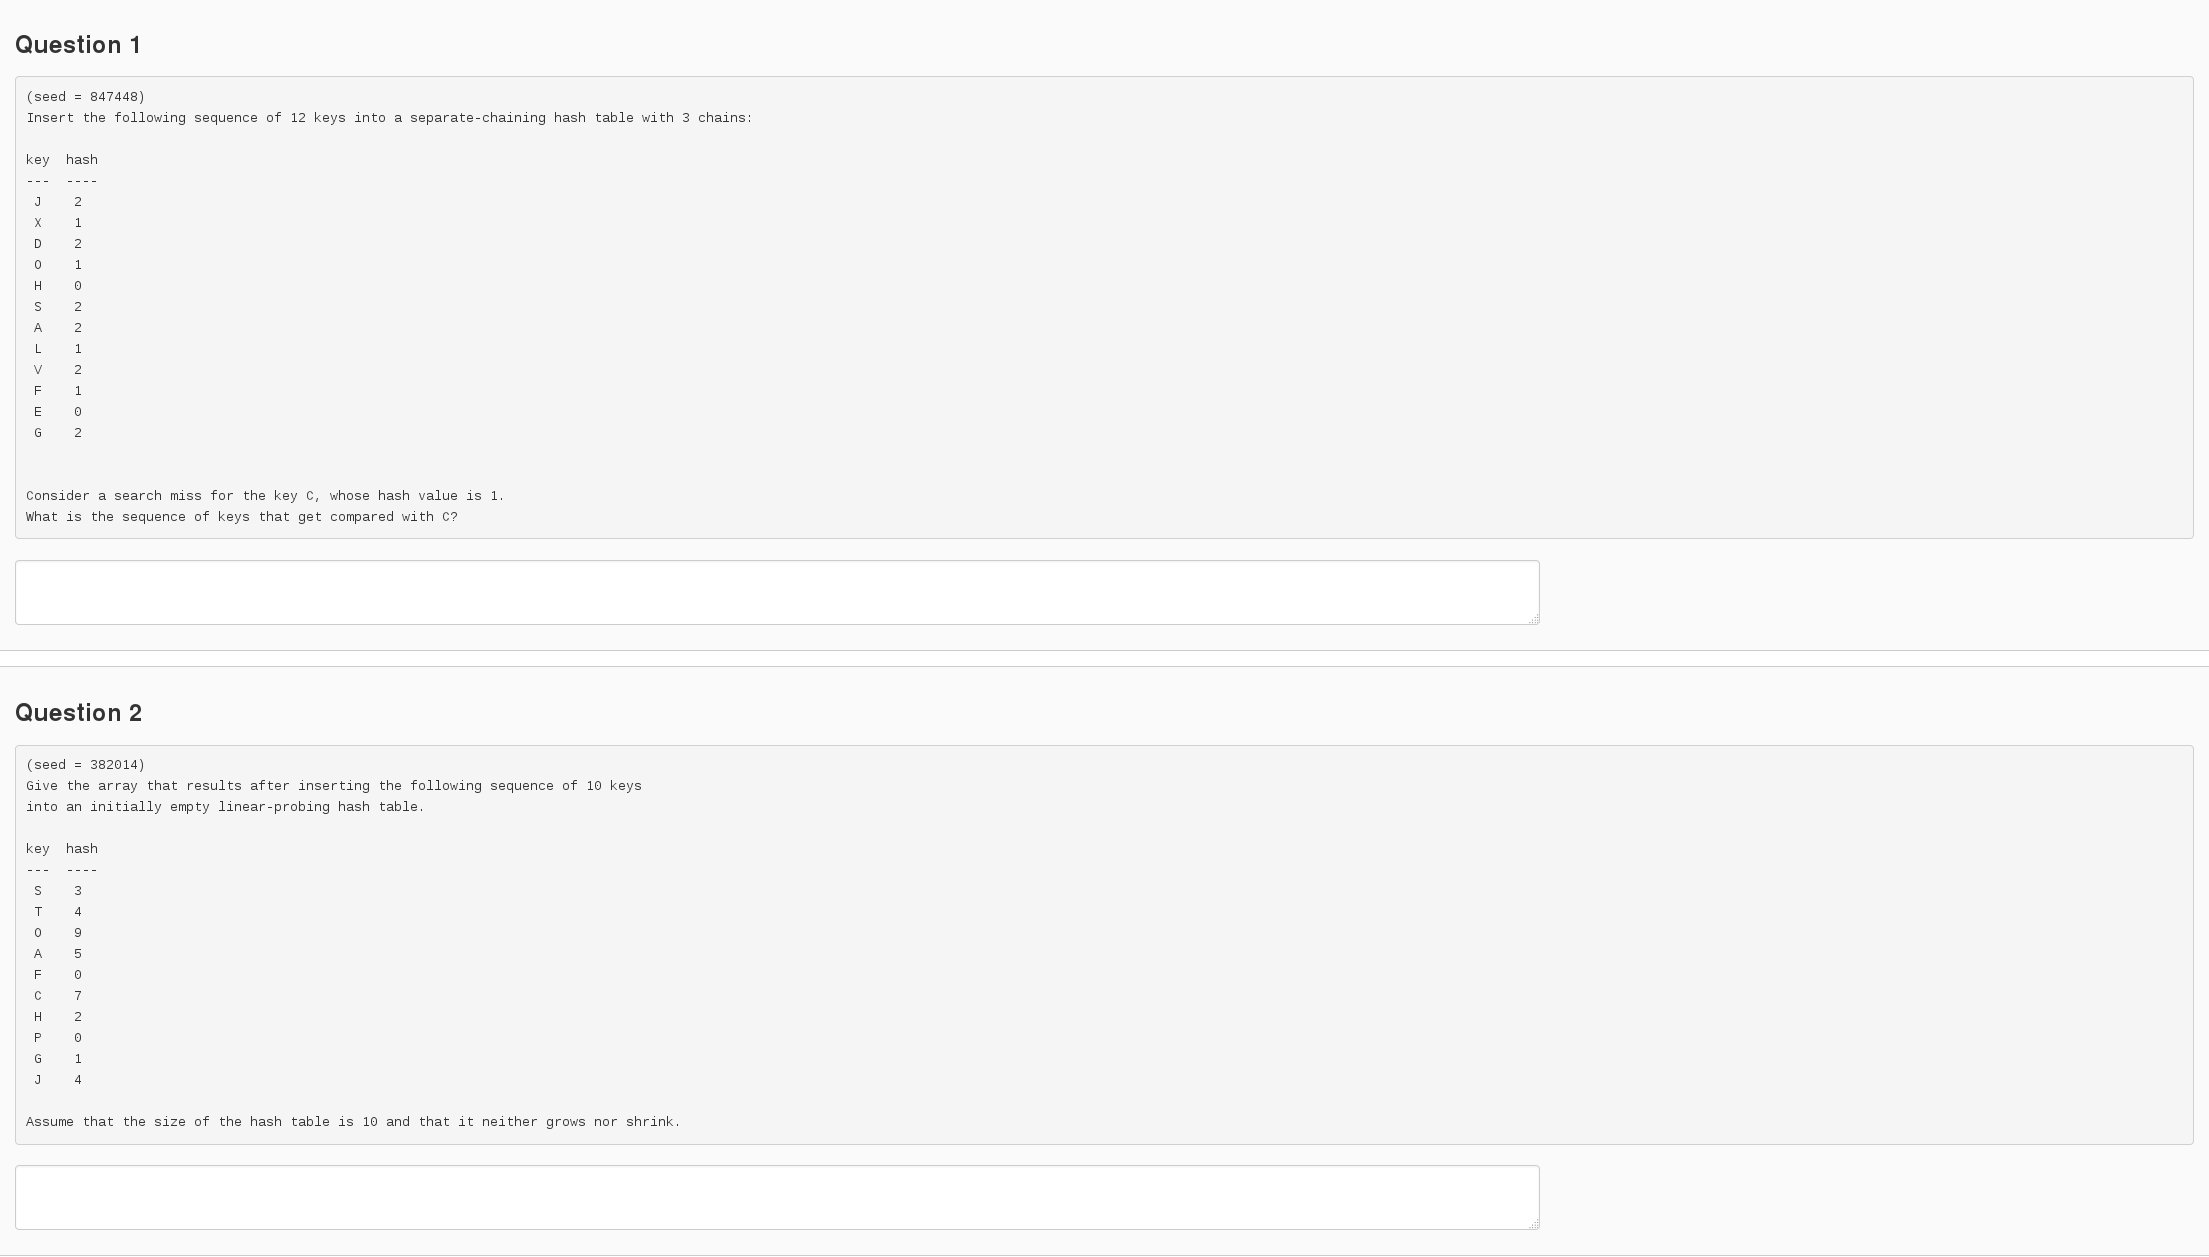 Question 1
(seed = 847448)
Insert the following sequence of 12 keys into a separate-chaining hash table with 3 chains:
key  hash
---  ----
J    2
X    1
D    2
O    1
H    0
S    2
A    2
L    1
V    2
F    1
E    0
G    2
Consider a search miss for the key C, whose hash value is 1.
What is the sequence of keys that get compared with C?
Question 2
(seed = 382014)
Give the array that results after inserting the following sequence of 10 keys
into an initially empty linear-probing hash table.
key  hash
---  ----
S    3
T    4
O    9
A    5
F    0
C    7
H    2
P    0
G    1
J    4
Assume that the size of the hash table is 10 and that it neither grows nor shrink.